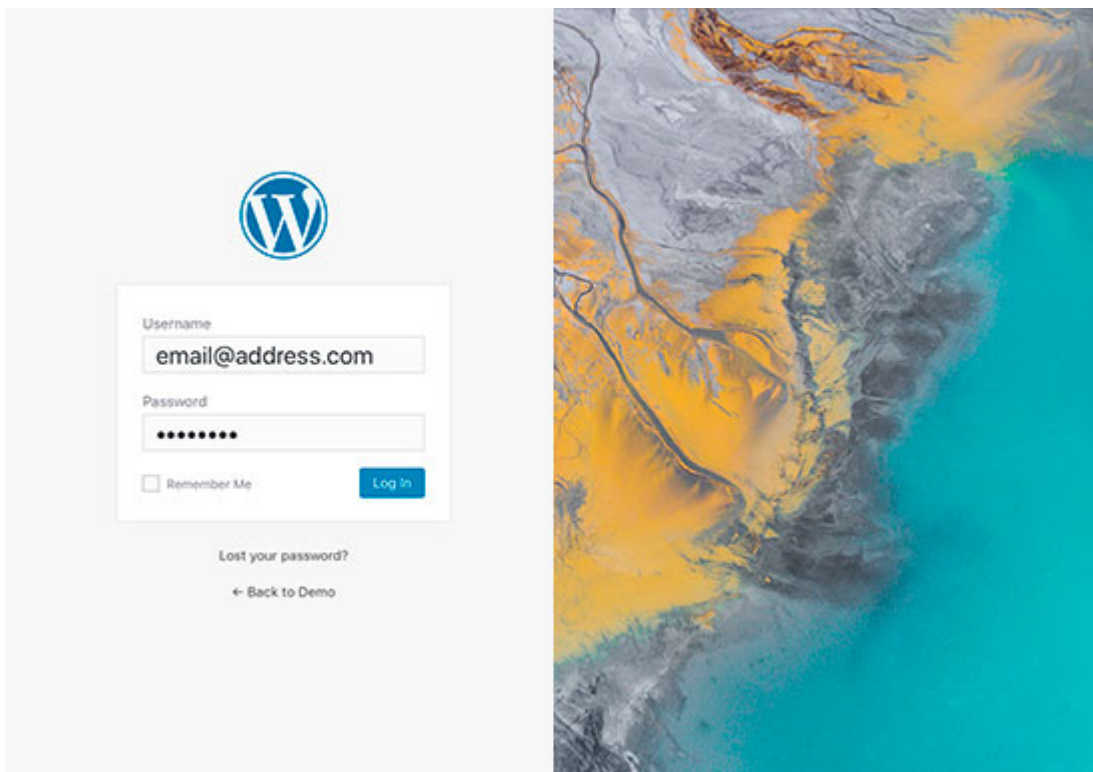 Username
email@address.com
Password
••••••••
Remember Me
Log In
Lost your password?
← Back to Demo